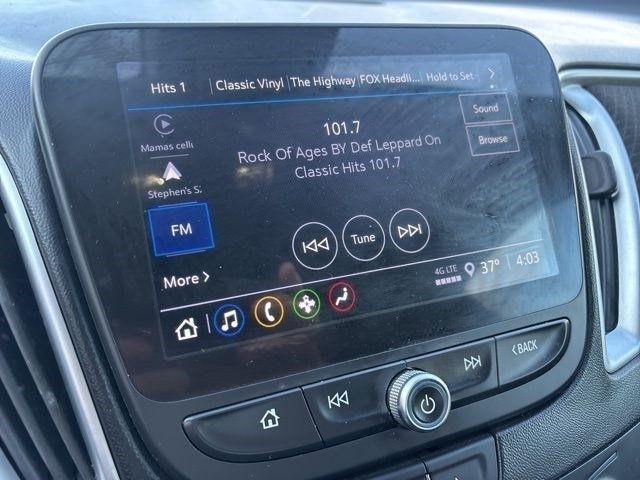 Hits 1 Classic Vinyl The Highway FOX Headli... Hold to Set
Mamas cell
101.7
Rock Of Ages BY Def Leppard On
Classic Hits 101.7
Sound
Browse
Stephen's S
FM
Tune
More
4G LTE 37° 4:03
BACK